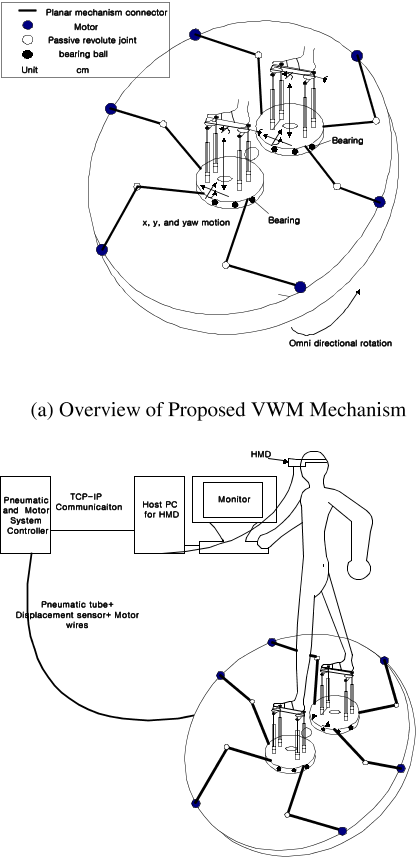 Planar mechanism connector
Motor
Passive revolute joint
bearing ball
Unit cm
Bearing
Bearing
x, y, and yaw motion
Omni directional rotation
(a) Overview of Proposed VWM Mechanism
HMD
Pneumatic
and Motor
System
Controller
TCP-IP
Communicaiton
Host PC
for HMD
Monitor
Pneumatic tube+
Displacement sensor+ Motor
wires